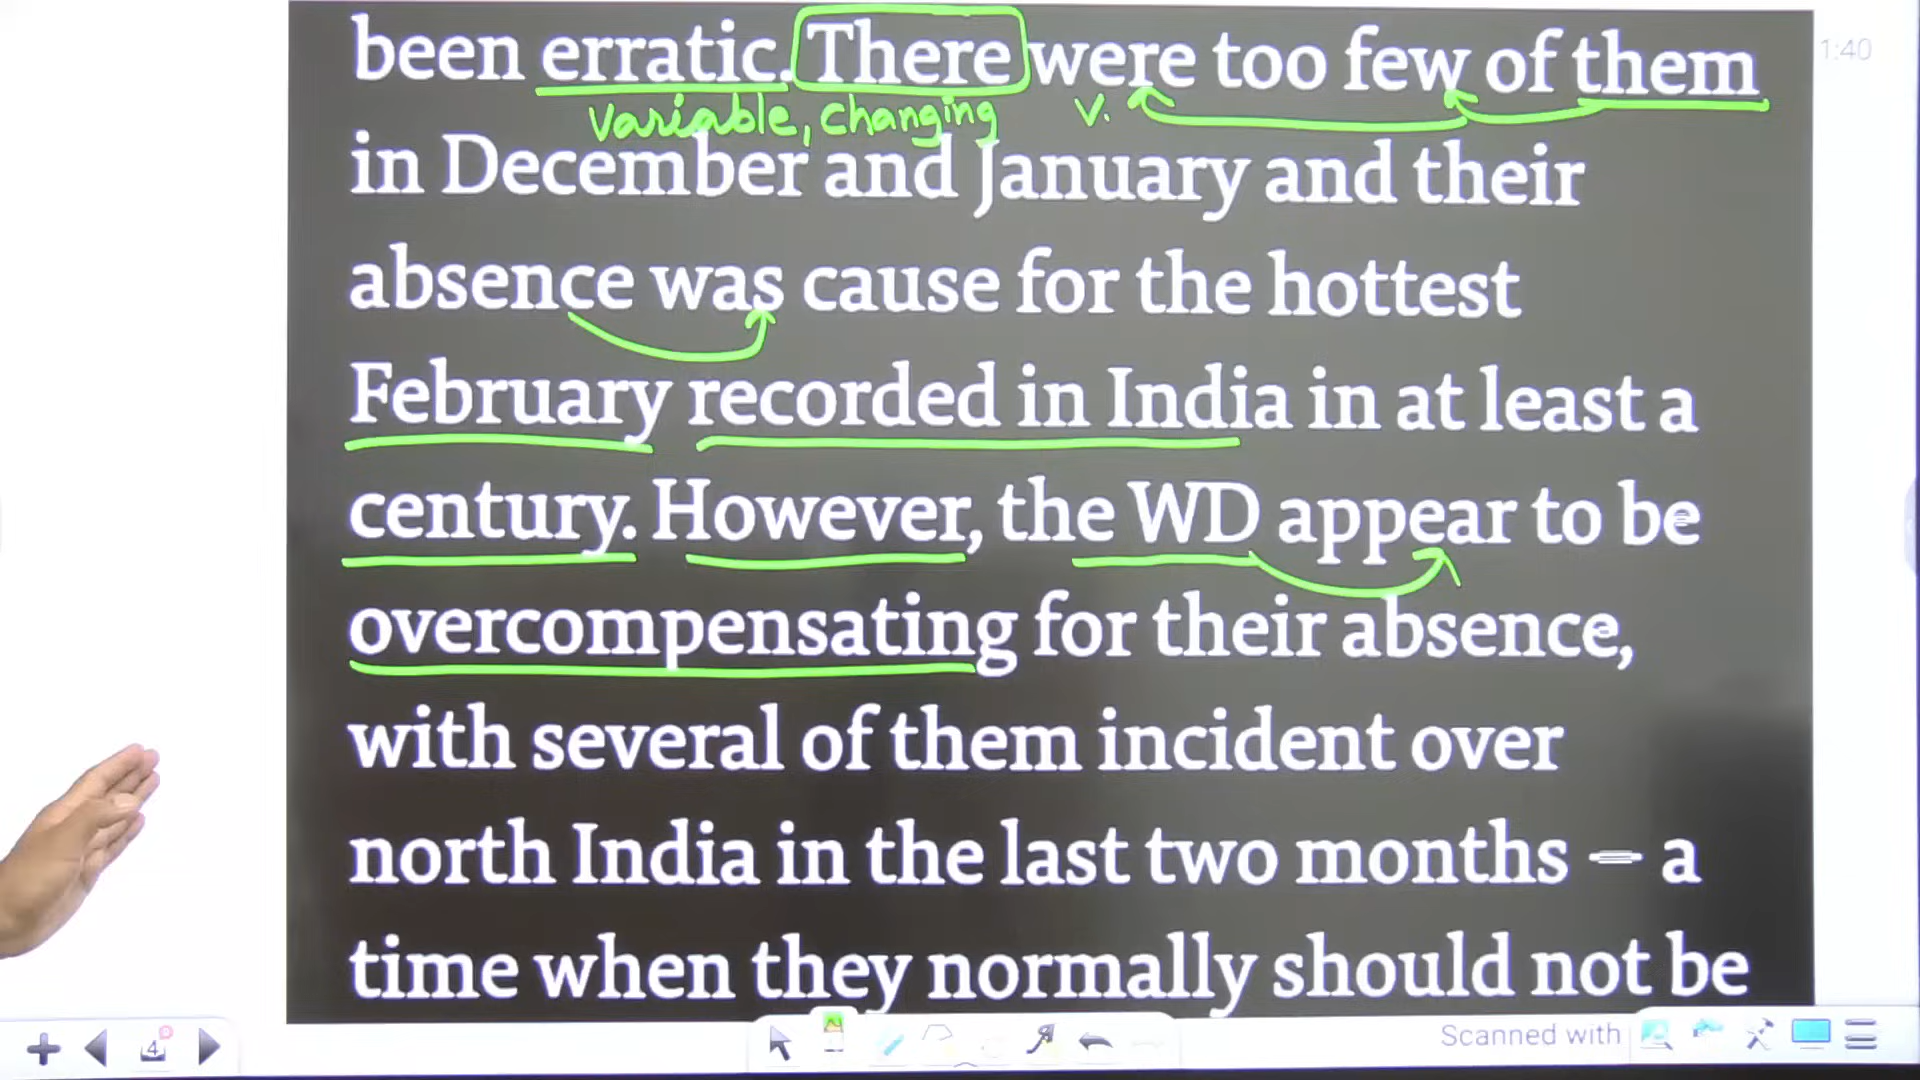 been erratic. There were too few of them
variable, changing v.
in December and January and their
absence was cause for the hottest
February recorded in India in at least a
century. However, the WD appear to be
overcompensating for their absence,
with several of them incident over
north India in the last two months — a
time when they normally should not be
1:40
4
Scanned with